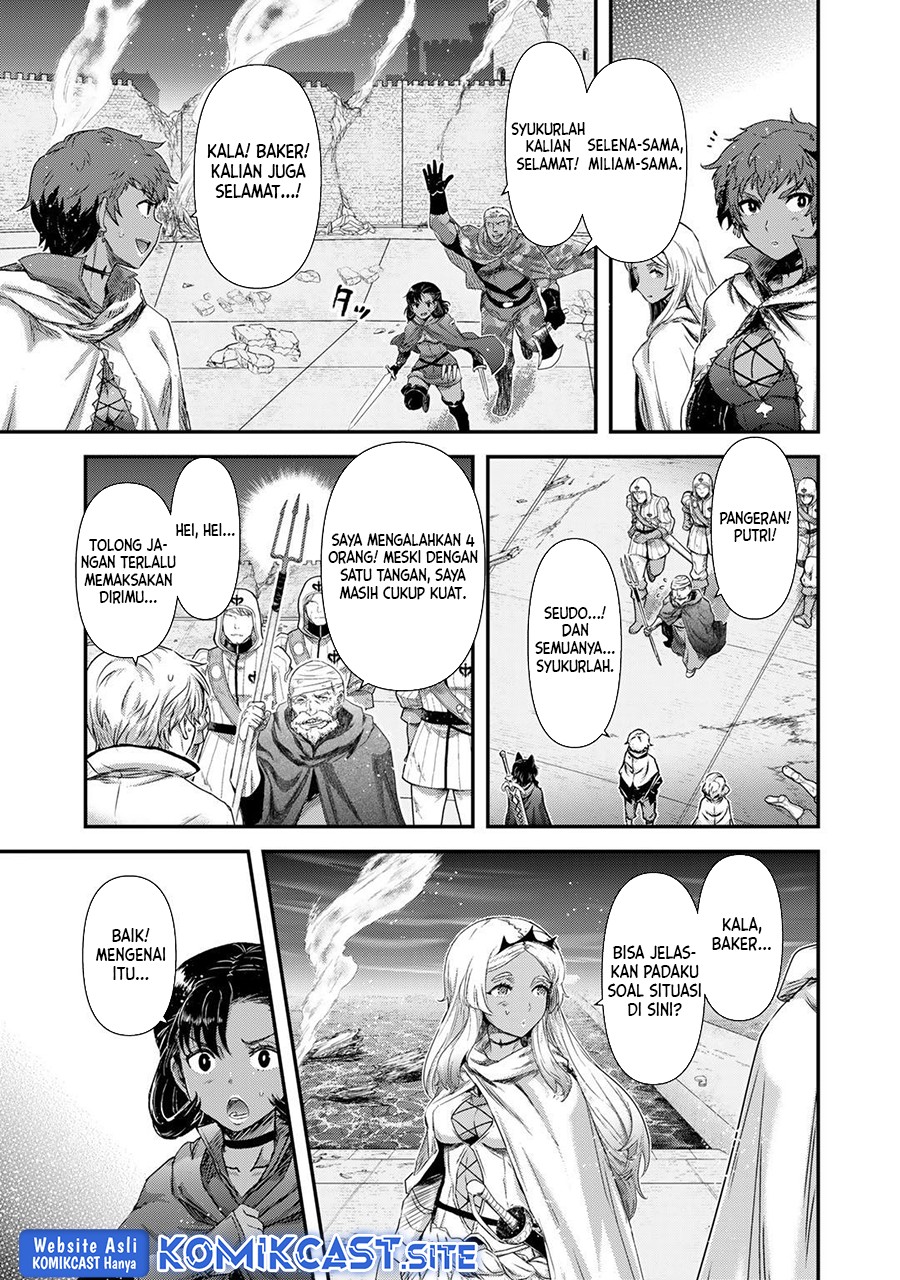 SYUKURLAH
KALIAN
SELAMAT!
SELENA-SAMA,
MILIAM-SAMA.
KALA! BAKER!
KALIAN JUGA
SELAMAT...!
タッ
PANGERAN!
PUTRI!
SEUDO...!
DAN
SEMUANYA...
SYUKURLAH.
SAYA MENGALAHKAN 4
ORANG! MESKI DENGAN
SATU TANGAN, SAYA
MASIH CUKUP KUAT.
HEI, HEI...
TOLONG JA-
NGAN TERLALU
MEMAKSAKAN
DIRIMU...
KALA,
BAKER...
BISA JELAS-
KAN PADAKU
SOAL SITUASI
DI SINI?
BAIK!
MENGENAI
ITU...
Website Asli
KOMIKCAST Hanya
KOMIKCAST.SITE